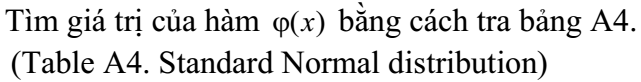 Tìm giá trị của hàm φ(x) bằng cách tra bảng A4.
(Table A4. Standard Normal distribution)